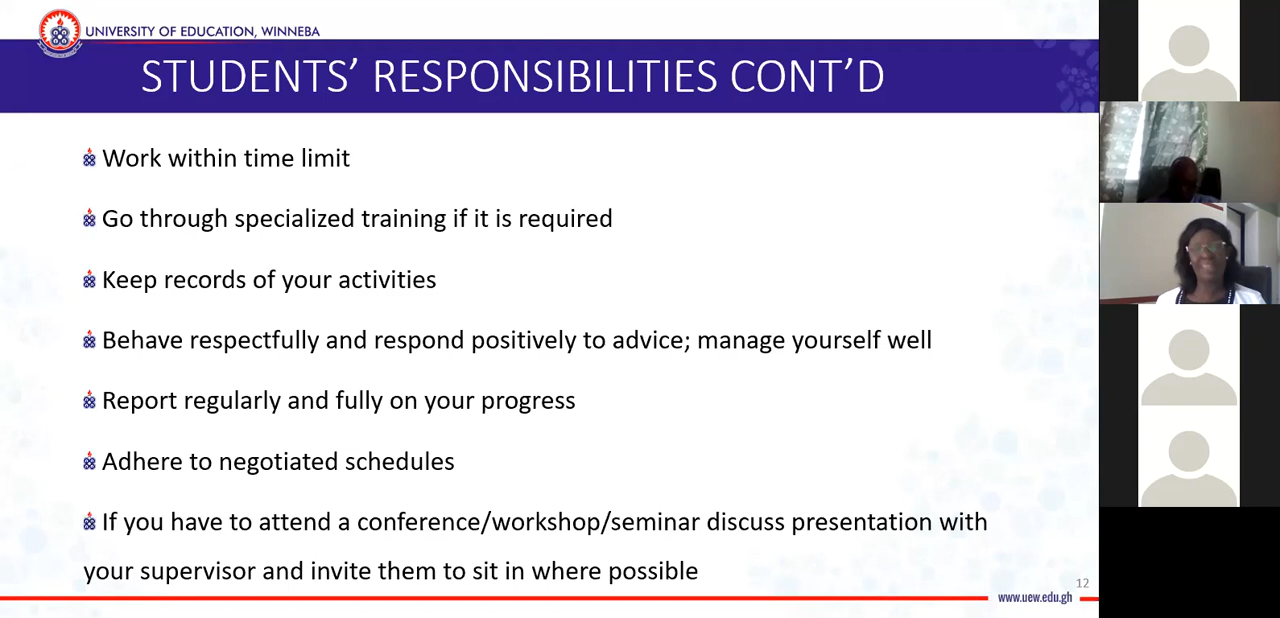 UNIVERSITY OF EDUCATION, WINNEBA
STUDENTS’ RESPONSIBILITIES CONT’D
Work within time limit
Go through specialized training if it is required
Keep records of your activities
Behave respectfully and respond positively to advice; manage yourself well
Report regularly and fully on your progress
Adhere to negotiated schedules
If you have to attend a conference/workshop/seminar discuss presentation with
your supervisor and invite them to sit in where possible
12
www.uew.edu.gh